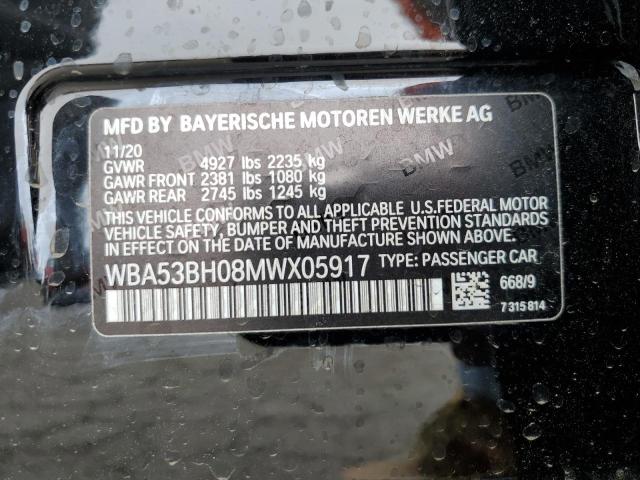 MFD BY BAYERISCHE MOTOREN WERKE AG
11/20
GVWR 4927 lbs 2235 kg
GAWR FRONT 2381 lbs 1080 kg
GAWR REAR 2745 lbs 1245 kg
THIS VEHICLE CONFORMS TO ALL APPLICABLE U.S.FEDERAL MOTOR
VEHICLE SAFETY, BUMPER AND THEFT PREVENTION STANDARDS
IN EFFECT ON THE DATE OF MANUFACTURE SHOWN ABOVE.
WBA53BH08MWX05917 TYPE: PASSENGER CAR
668/9
7 315 814